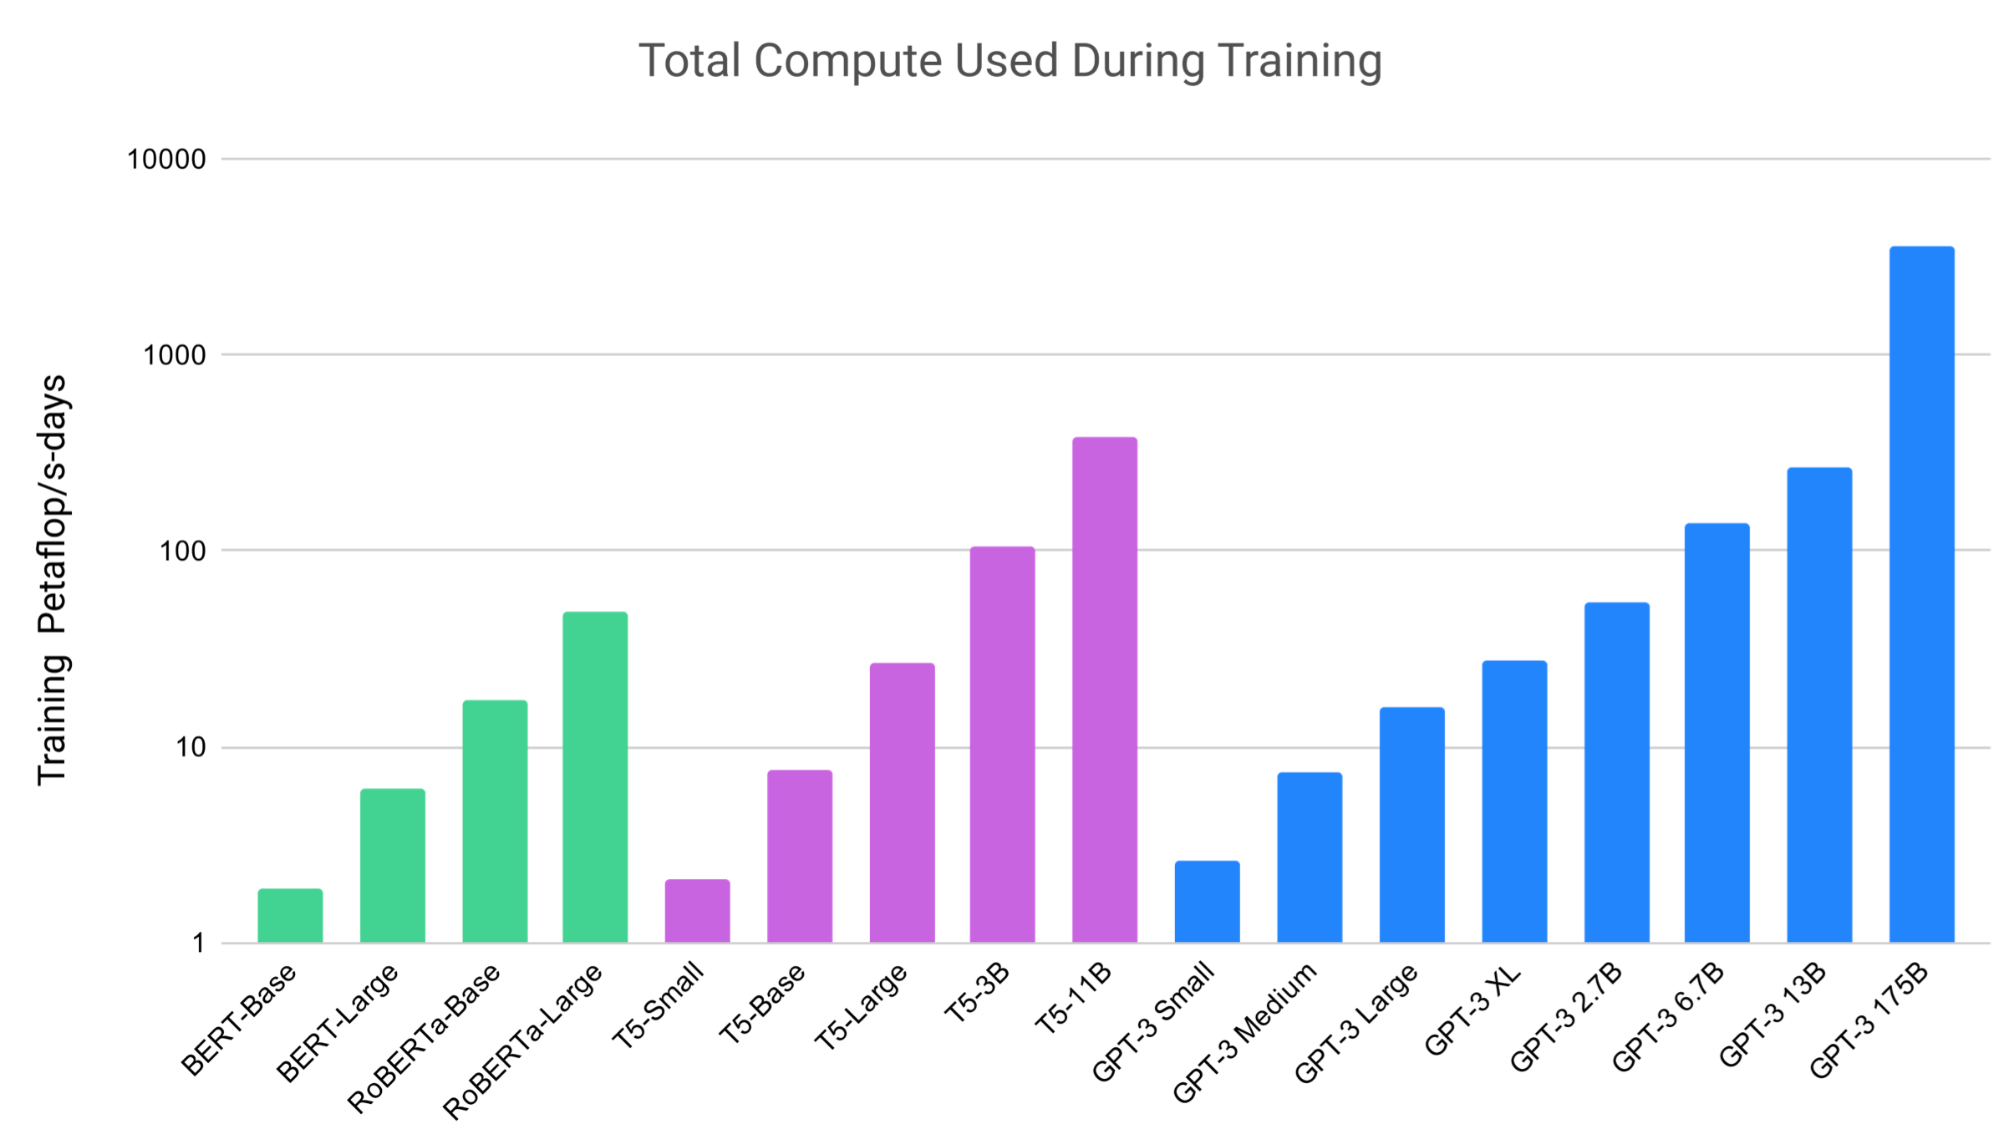 Total Compute Used During Training
Training Petaflop/s-days
10000
1000
100
10
1
BERT-Base
BERT-Large
RoBERTa-Base
RoBERTa-Large
T5-Small
T5-Base
T5-Large
T5-3B
T5-11B
GPT-3 Small
GPT-3 Medium
GPT-3 Large
GPT-3 XL
GPT-3 2.7B
GPT-3 6.7B
GPT-3 13B
GPT-3 175B